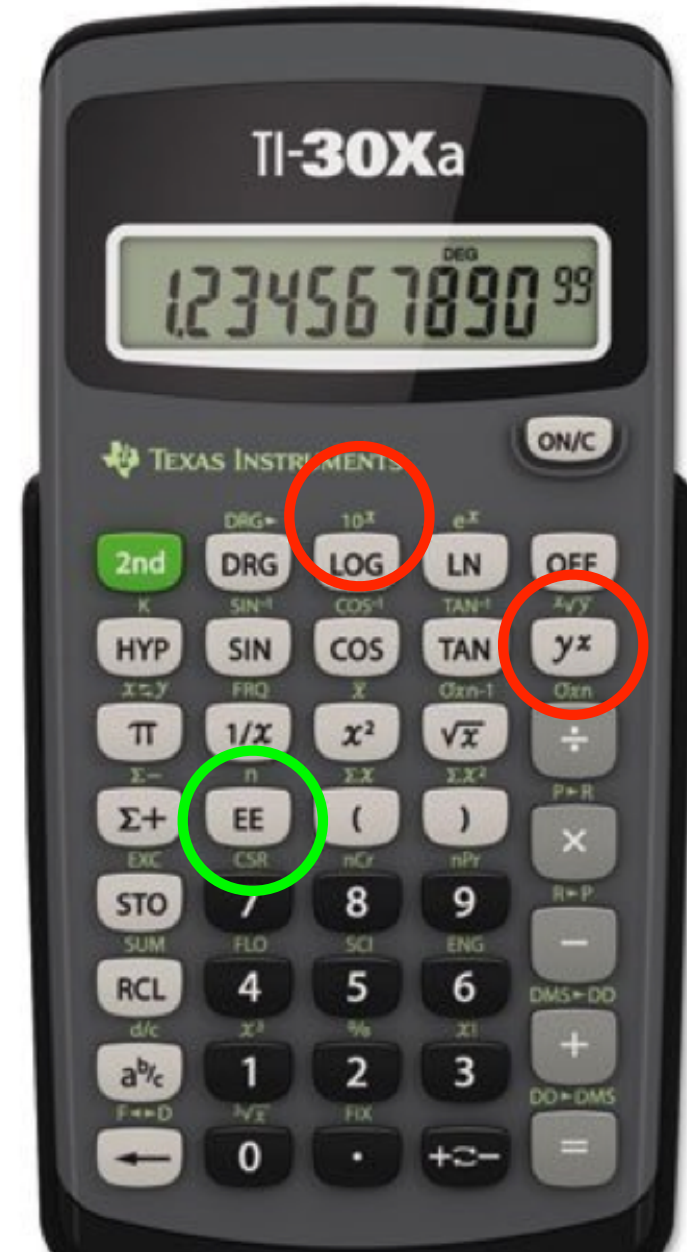 TI-30Xa
DEG
1.234567890 99
TEXAS INSTRUMENTS
ON/C
DRG► 10ˣ eˣ
2nd DRG LOG LN OFF
K SIN⁻¹ COS⁻¹ TAN⁻¹ ˣ√y
HYP SIN COS TAN yˣ
x⇆y FRQ x̄ σxn-1 σxn
π 1/x x² √x ÷
Σ− n Σx Σx² P►R
Σ+ EE ( ) ×
EXC CSR nCr nPr R►P
STO 7 8 9 −
SUM FLO SCI ENG DMS►DD
RCL 4 5 6 +
d/c x³ % x! DD►DMS
aᵇ/c 1 2 3 =
F◄►D ³√x FIX
← 0 . +⇄−